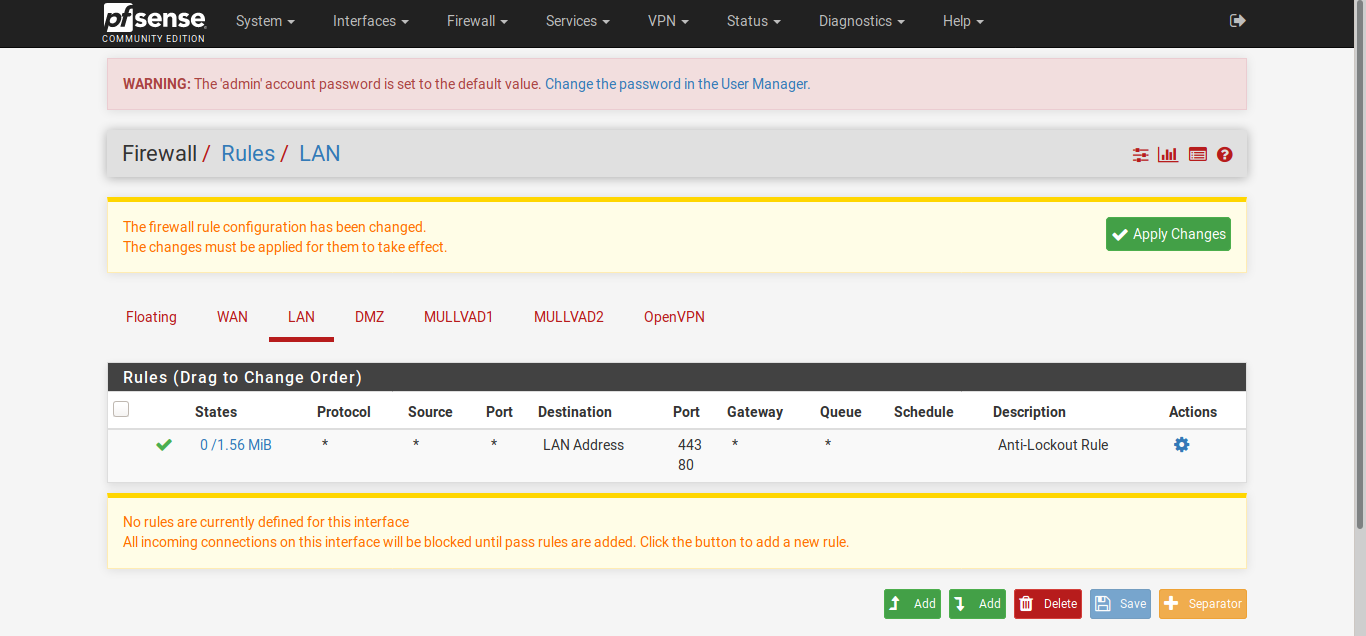 pfsense
COMMUNITY EDITION
System Interfaces Firewall Services VPN Status Diagnostics Help
WARNING: The 'admin' account password is set to the default value. Change the password in the User Manager.
Firewall / Rules / LAN
The firewall rule configuration has been changed.
The changes must be applied for them to take effect.
Apply Changes
Floating WAN LAN DMZ MULLVAD1 MULLVAD2 OpenVPN
Rules (Drag to Change Order)
States Protocol Source Port Destination Port Gateway Queue Schedule Description Actions
0 /1.56 MiB * * * LAN Address 443 * * Anti-Lockout Rule
80
No rules are currently defined for this interface
All incoming connections on this interface will be blocked until pass rules are added. Click the button to add a new rule.
Add Add Delete Save Separator